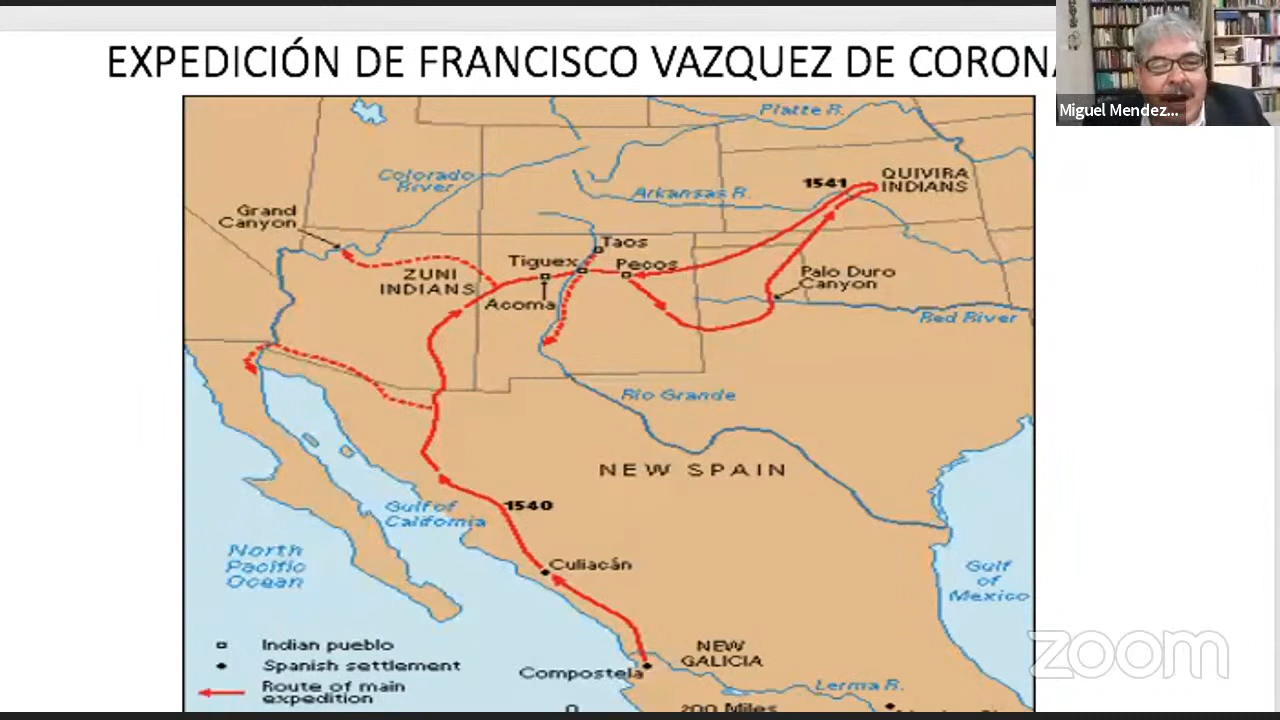 EXPEDICIÓN DE FRANCISCO VAZQUEZ DE CORONA
Miguel Mendez...
Platte R.
Colorado
River
Arkansas R.
1541
QUIVIRA
INDIANS
Grand
Canyon
Taos
Tiguex
Pecos
ZUNI
INDIANS
Acoma
Palo Duro
Canyon
Red River
Rio Grande
NEW SPAIN
1540
Gulf of
California
North
Pacific
Ocean
Culiacán
Gulf
of
Mexico
Indian pueblo
Spanish settlement
Route of main
expedition
NEW
GALICIA
Compostela
Lerma R.
0
200 Miles
zoom